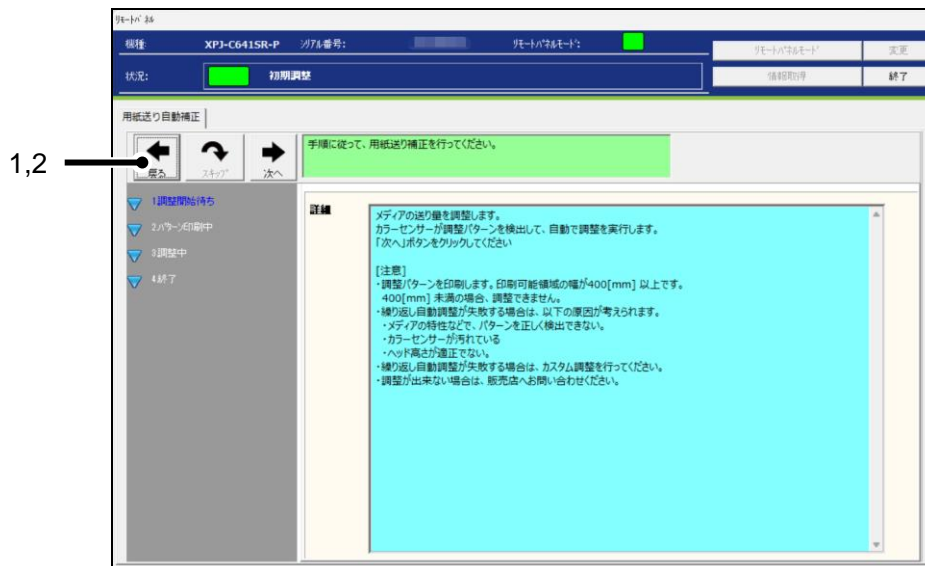 ﾘﾓｰﾄﾊﾟﾈﾙ
機種:
XPJ-C641SR-P
ｼﾘｱﾙ番号:
ﾘﾓｰﾄﾊﾟﾈﾙﾓｰﾄﾞ:
ﾘﾓｰﾄﾊﾟﾈﾙﾓｰﾄﾞ
変更
状況:
初期調整
情報取得
終了
用紙送り自動補正
1,2
戻る
ｽｷｯﾌﾟ
次へ
手順に従って、用紙送り補正を行ってください。
1調整開始待ち
2ﾊﾟﾀｰﾝ印刷中
3調整中
4終了
詳細
メディアの送り量を調整します。
カラーセンサーが調整パターンを検出して、自動で調整を実行します。
「次へ」ボタンをクリックしてください
[注意]
・調整パターンを印刷します。印刷可能領域の幅が400[mm] 以上です。
400[mm] 未満の場合、調整できません。
・繰り返し自動調整が失敗する場合は、以下の原因が考えられます。
・メディアの特性などで、パターンを正しく検出できない。
・カラーセンサーが汚れている
・ヘッド高さが適正でない。
・繰り返し自動調整が失敗する場合は、カスタム調整を行ってください。
・調整が出来ない場合は、販売店へお問い合わせください。